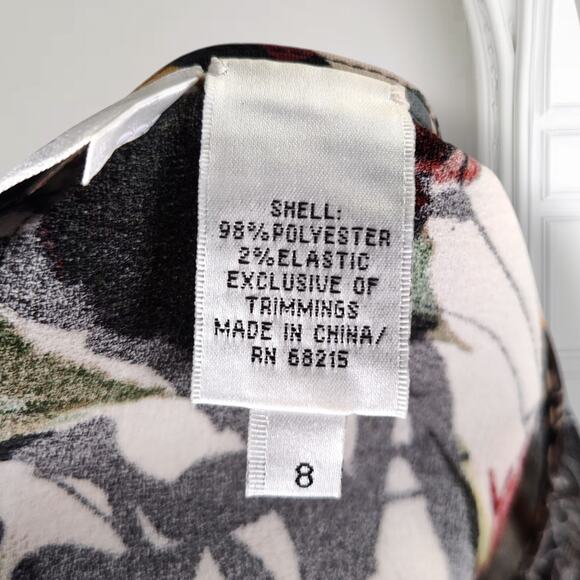 SHELL:
98%POLYESTER
2%ELASTIC
EXCLUSIVE OF
TRIMMINGS
MADE IN CHINA/
RN 68215
8